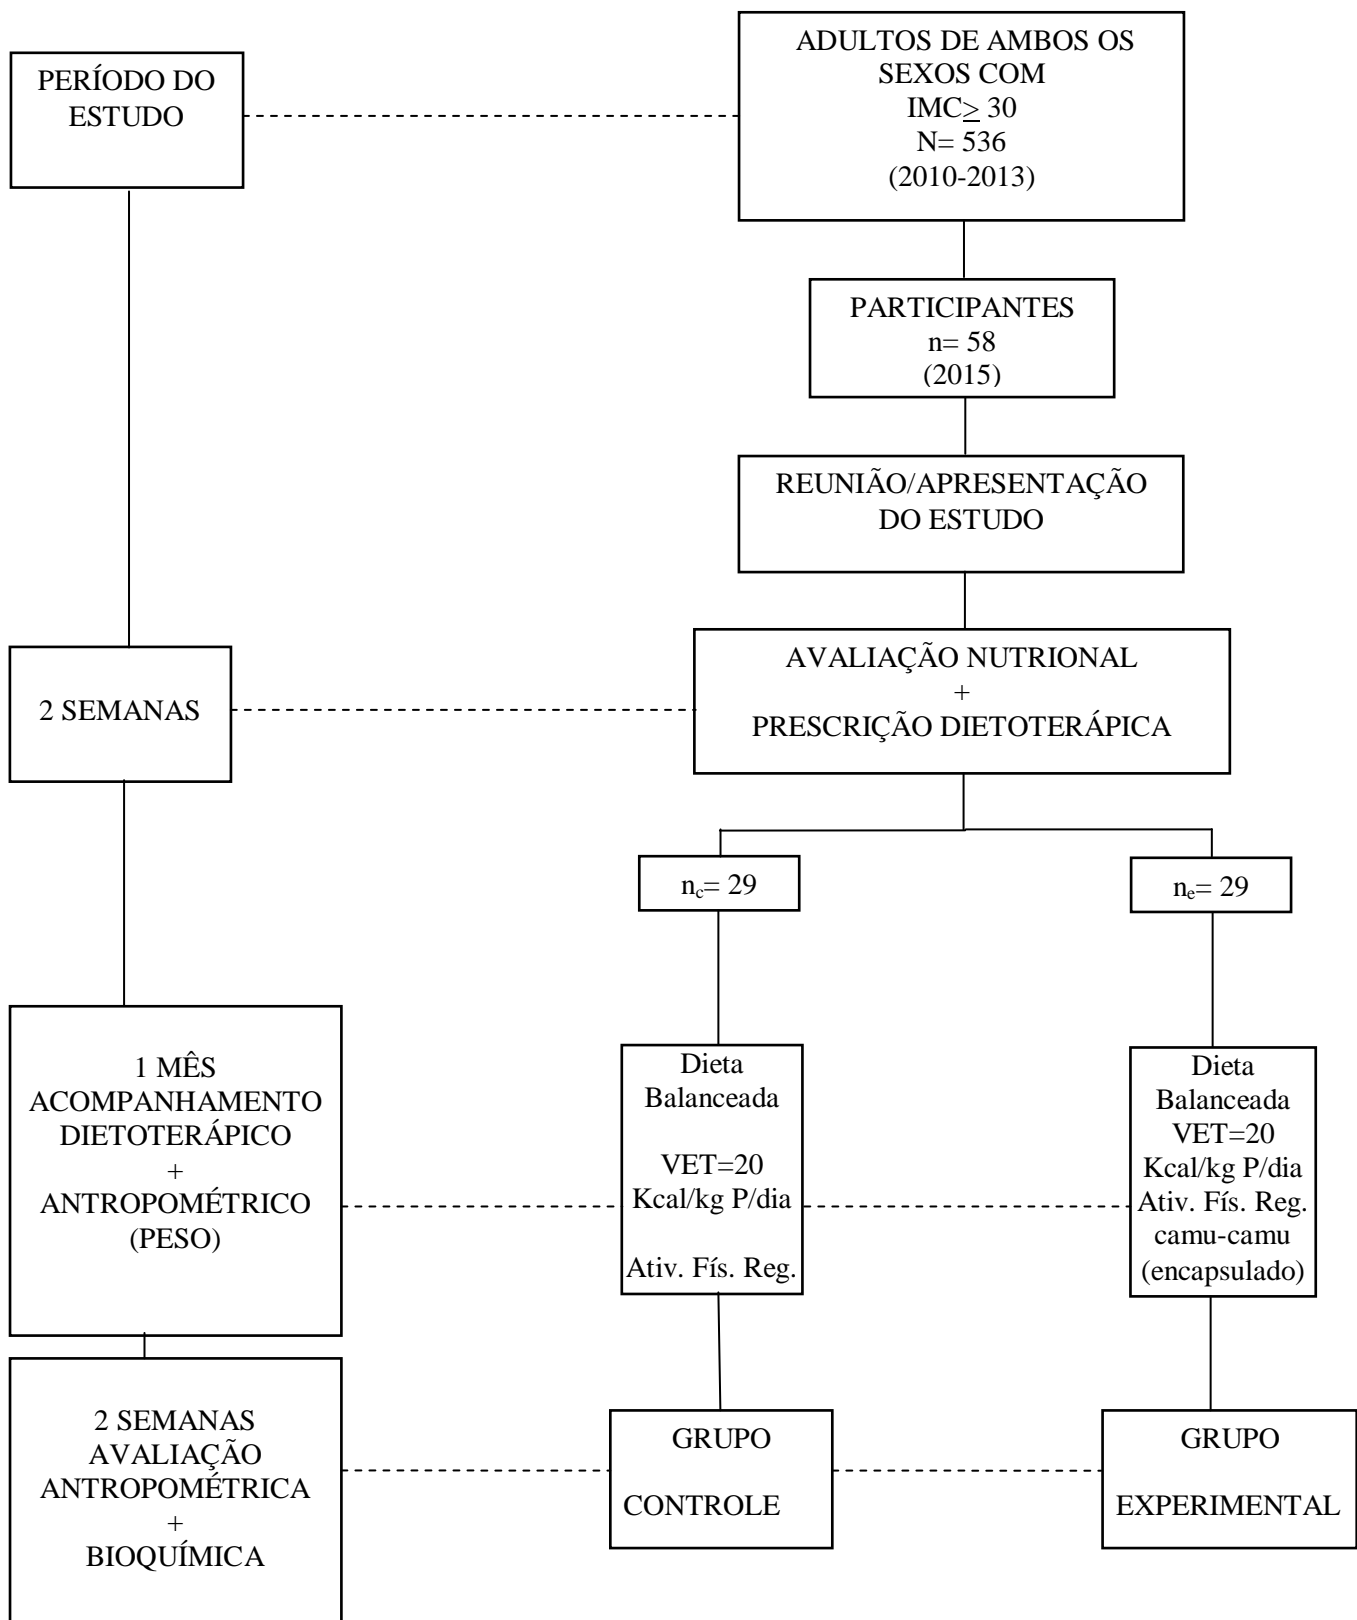 PERÍODO DO
ESTUDO
ADULTOS DE AMBOS OS
SEXOS COM
IMC≥ 30
N= 536
(2010-2013)
PARTICIPANTES
n= 58
(2015)
REUNIÃO/APRESENTAÇÃO
DO ESTUDO
2 SEMANAS
AVALIAÇÃO NUTRIONAL
+
PRESCRIÇÃO DIETOTERÁPICA
nc= 29
ne= 29
1 MÊS
ACOMPANHAMENTO
DIETOTERÁPICO
+
ANTROPOMÉTRICO
(PESO)
Dieta
Balanceada
VET=20
Kcal/kg P/dia
Ativ. Fís. Reg.
Dieta
Balanceada
VET=20
Kcal/kg P/dia
Ativ. Fís. Reg.
camu-camu
(encapsulado)
2 SEMANAS
AVALIAÇÃO
ANTROPOMÉTRICA
+
BIOQUÍMICA
GRUPO
CONTROLE
GRUPO
EXPERIMENTAL